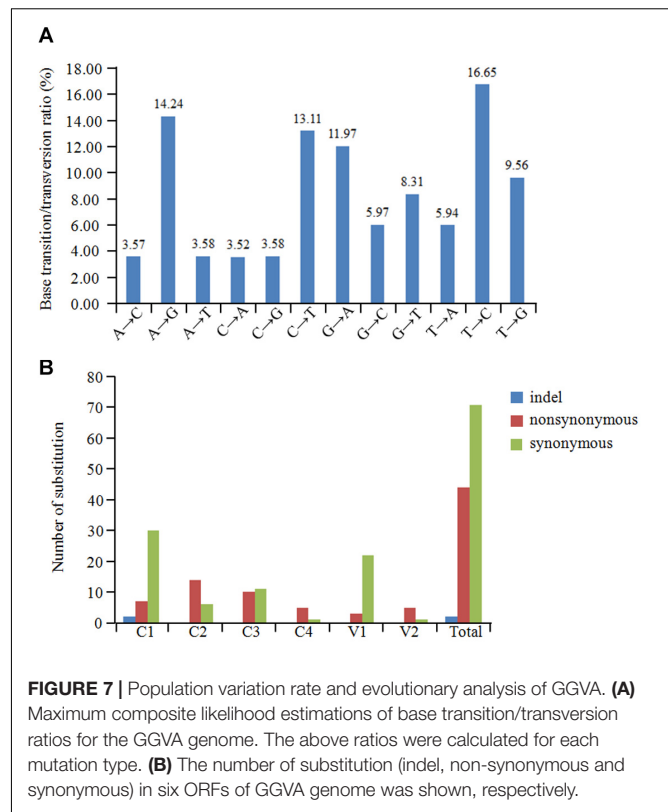 A
Base transition/transversion ratio (%)
18.00
16.00
14.00
12.00
10.00
8.00
6.00
4.00
2.00
0.00
3.57
14.24
3.58
3.52
3.58
13.11
11.97
5.97
8.31
5.94
16.65
9.56
A→C
A→G
A→T
C→A
C→G
C→T
G→A
G→C
G→T
T→A
T→C
T→G
B
Number of substitution
80
70
60
50
40
30
20
10
0
C1 C2 C3 C4 V1 V2 Total
indel
nonsynonymous
synonymous
FIGURE 7 | Population variation rate and evolutionary analysis of GGVA. (A)
Maximum composite likelihood estimations of base transition/transversion
ratios for the GGVA genome. The above ratios were calculated for each
mutation type. (B) The number of substitution (indel, non-synonymous and
synonymous) in six ORFs of GGVA genome was shown, respectively.